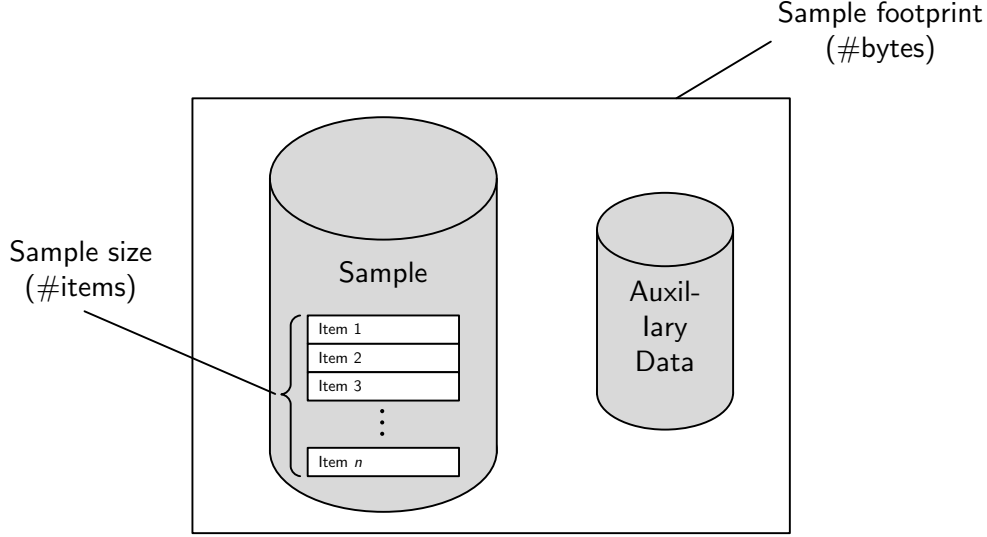 Sample footprint
(#bytes)
Sample size
(#items)
Sample
Item 1
Item 2
Item 3
Item n
Auxil-
lary
Data